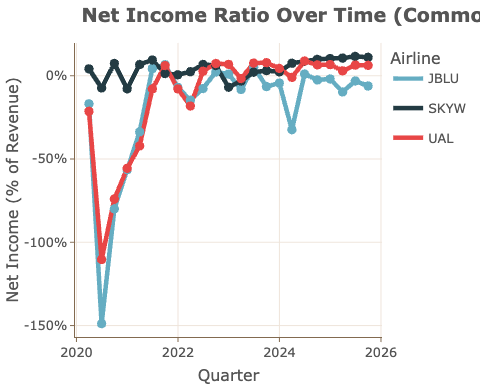 Net Income Ratio Over Time (Commo
Airline
JBLU
SKYW
UAL
Net Income (% of Revenue)
0%
-50%
-100%
-150%
2020
2022
2024
2026
Quarter